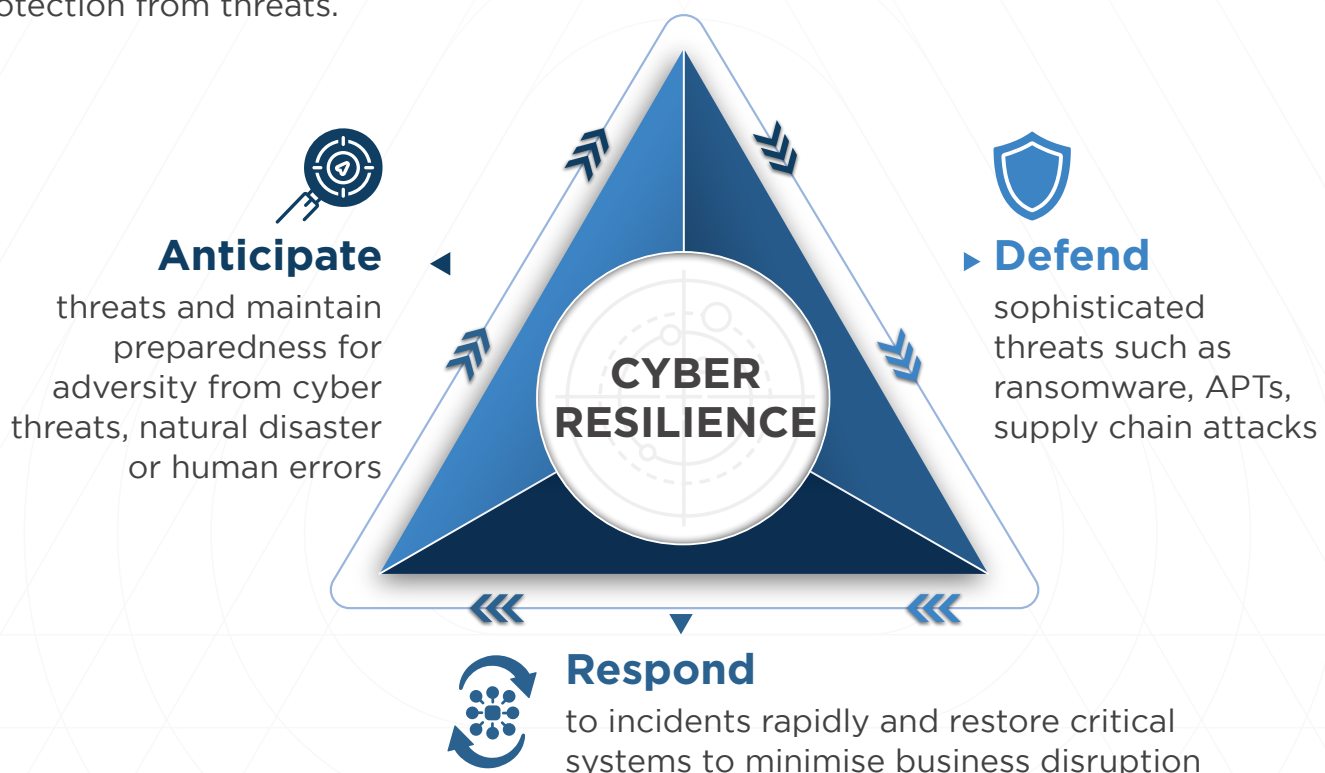 otection from threats.
Anticipate
threats and maintain
preparedness for
adversity from cyber
threats, natural disaster
or human errors
CYBER
RESILIENCE
Defend
sophisticated
threats such as
ransomware, APTs,
supply chain attacks
Respond
to incidents rapidly and restore critical
systems to minimise business disruption